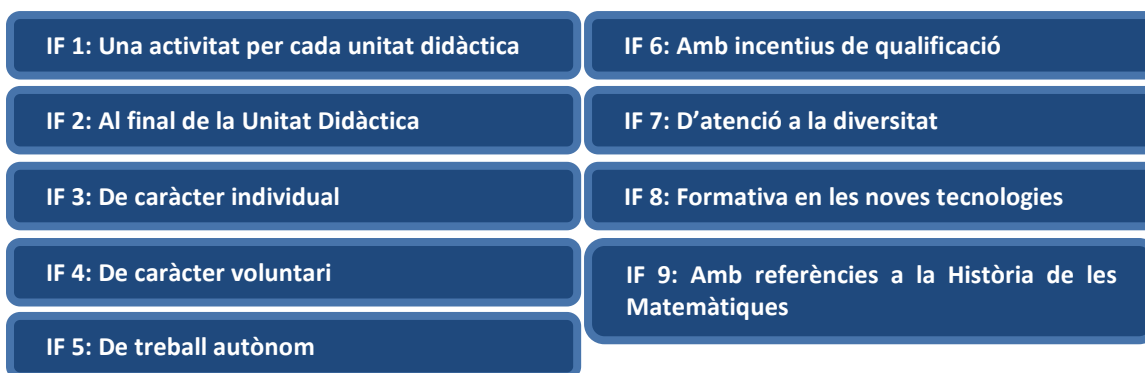 IF 1: Una activitat per cada unitat didàctica
IF 2: Al final de la Unitat Didàctica
IF 3: De caràcter individual
IF 4: De caràcter voluntari
IF 5: De treball autònom
IF 6: Amb incentius de qualificació
IF 7: D’atenció a la diversitat
IF 8: Formativa en les noves tecnologies
IF 9: Amb referències a la Història de les
Matemàtiques